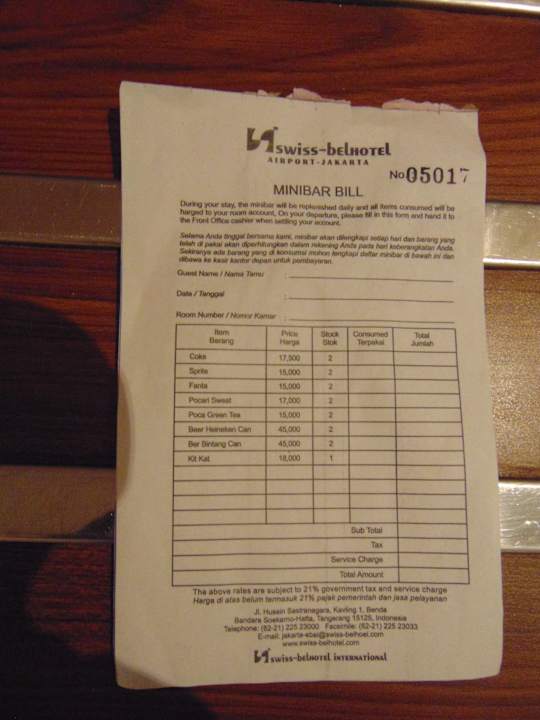 swiss-belHOTEL
AIRPORT-JAKARTA
No 05017
MINIBAR BILL
During your stay, the minibar will be replenished daily and all items consumed will be
harged to your room account, On your departure, please fill in this form and hand it to
the Front Office cashier when settling your account.
Selama Anda tinggal bersama kami, minibar akan dilengkapi setiap hari dan barang yang
telah di pakai akan diperhitungkan dalam rekening Anda pada hari keberangkatan Anda.
Sekiranya ada barang yang di konsumsi mohon lengkapi daftar minibar di bawah ini dan
dibawa ke kasir kantor depan untuk pembayaran.
Guest Name / Nama Tamu :
Date / Tanggal :
Room Number / Nomor Kamar :
Item Price Stock Consumed Total
Berang Harga Stok Terpakai Jumlah
Coke 17,500 2
Sprite 15,000 2
Fanta 15,000 2
Pocari Sweat 17,000 2
Poca Green Tea 15,000 2
Beer Heineken Can 45,000 2
Ber Bintang Can 45,000 2
Kit Kat 18,000 1
Sub Total
Tax
Service Charge
Total Amount
The above rates are subject to 21% government tax and service charge
Harga di atas belum termasuk 21% pajak pemerintah dan jasa pelayanan
Jl. Husein Sastranegara, Kavling 1, Benda
Bandara Soekarno-Hatta, Tangerang 15125, Indonesia
Telephone: (62-21) 225 23000 Facsimile: (62-21) 225 23033
E-mail: jakarta-sbai@swiss-belhoel.com
www.swiss-belhotel.com
swiss-belHOTEL INTERNATIONAL